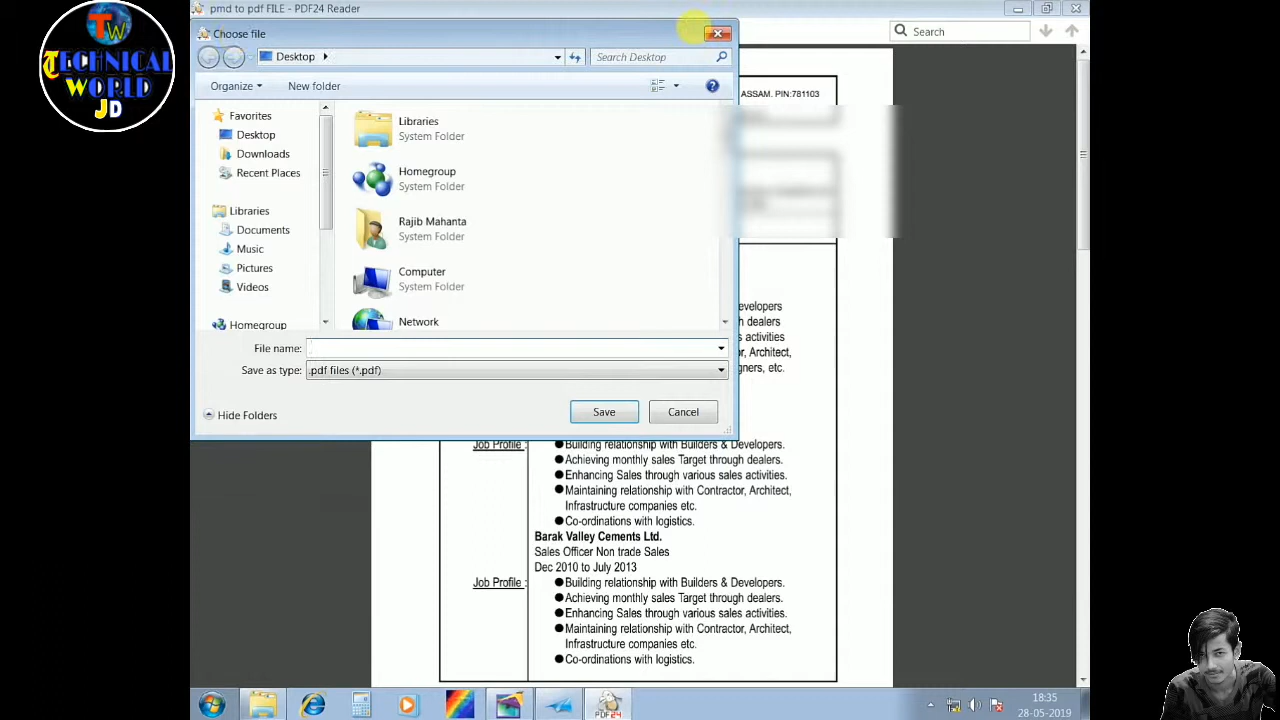 TW
TECHNICAL
WORLD
JD
pmd to pdf FILE - PDF24 Reader
Choose file
Desktop
Search Desktop
Search
Organize
New folder
Favorites
Desktop
Downloads
Recent Places
Libraries
Documents
Music
Pictures
Videos
Homegroup
Libraries
System Folder
Homegroup
System Folder
Rajib Mahanta
System Folder
Computer
System Folder
Network
File name:
Save as type: .pdf files (*.pdf)
Hide Folders
Save
Cancel
ASSAM. PIN:781103
evelopers
h dealers
s activities
or, Architect,
igners, etc.
Job Profile : ●Building relationship with Builders & Developers.
●Achieving monthly sales Target through dealers.
●Enhancing Sales through various sales activities.
●Maintaining relationship with Contractor, Architect,
Infrastructure companies etc.
●Co-ordinations with logistics.
Barak Valley Cements Ltd.
Sales Officer Non trade Sales
Dec 2010 to July 2013
Job Profile : ●Building relationship with Builders & Developers.
●Achieving monthly sales Target through dealers.
●Enhancing Sales through various sales activities.
●Maintaining relationship with Contractor, Architect,
Infrastructure companies etc.
●Co-ordinations with logistics.
PDF24
18:35
28-05-2019